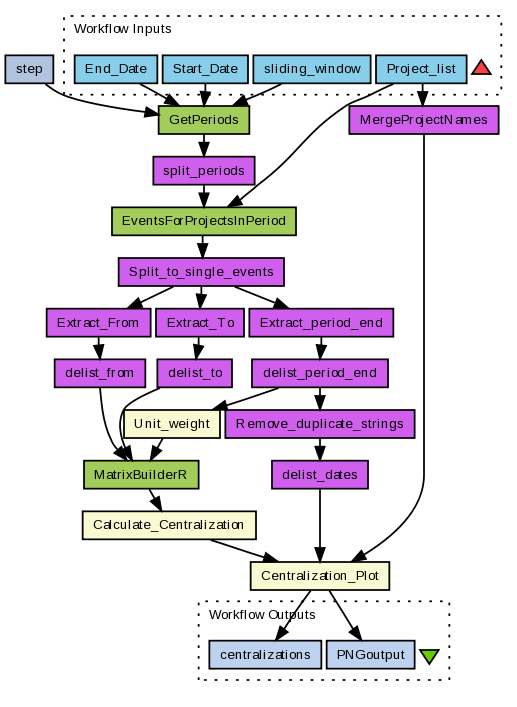 Workflow Inputs
step
End_Date
Start_Date
sliding_window
Project_list
GetPeriods
MergeProjectNames
split_periods
EventsForProjectsInPeriod
Split_to_single_events
Extract_From
Extract_To
Extract_period_end
delist_from
delist_to
delist_period_end
Unit_weight
Remove_duplicate_strings
MatrixBuilderR
delist_dates
Calculate_Centralization
Centralization_Plot
Workflow Outputs
centralizations
PNGoutput